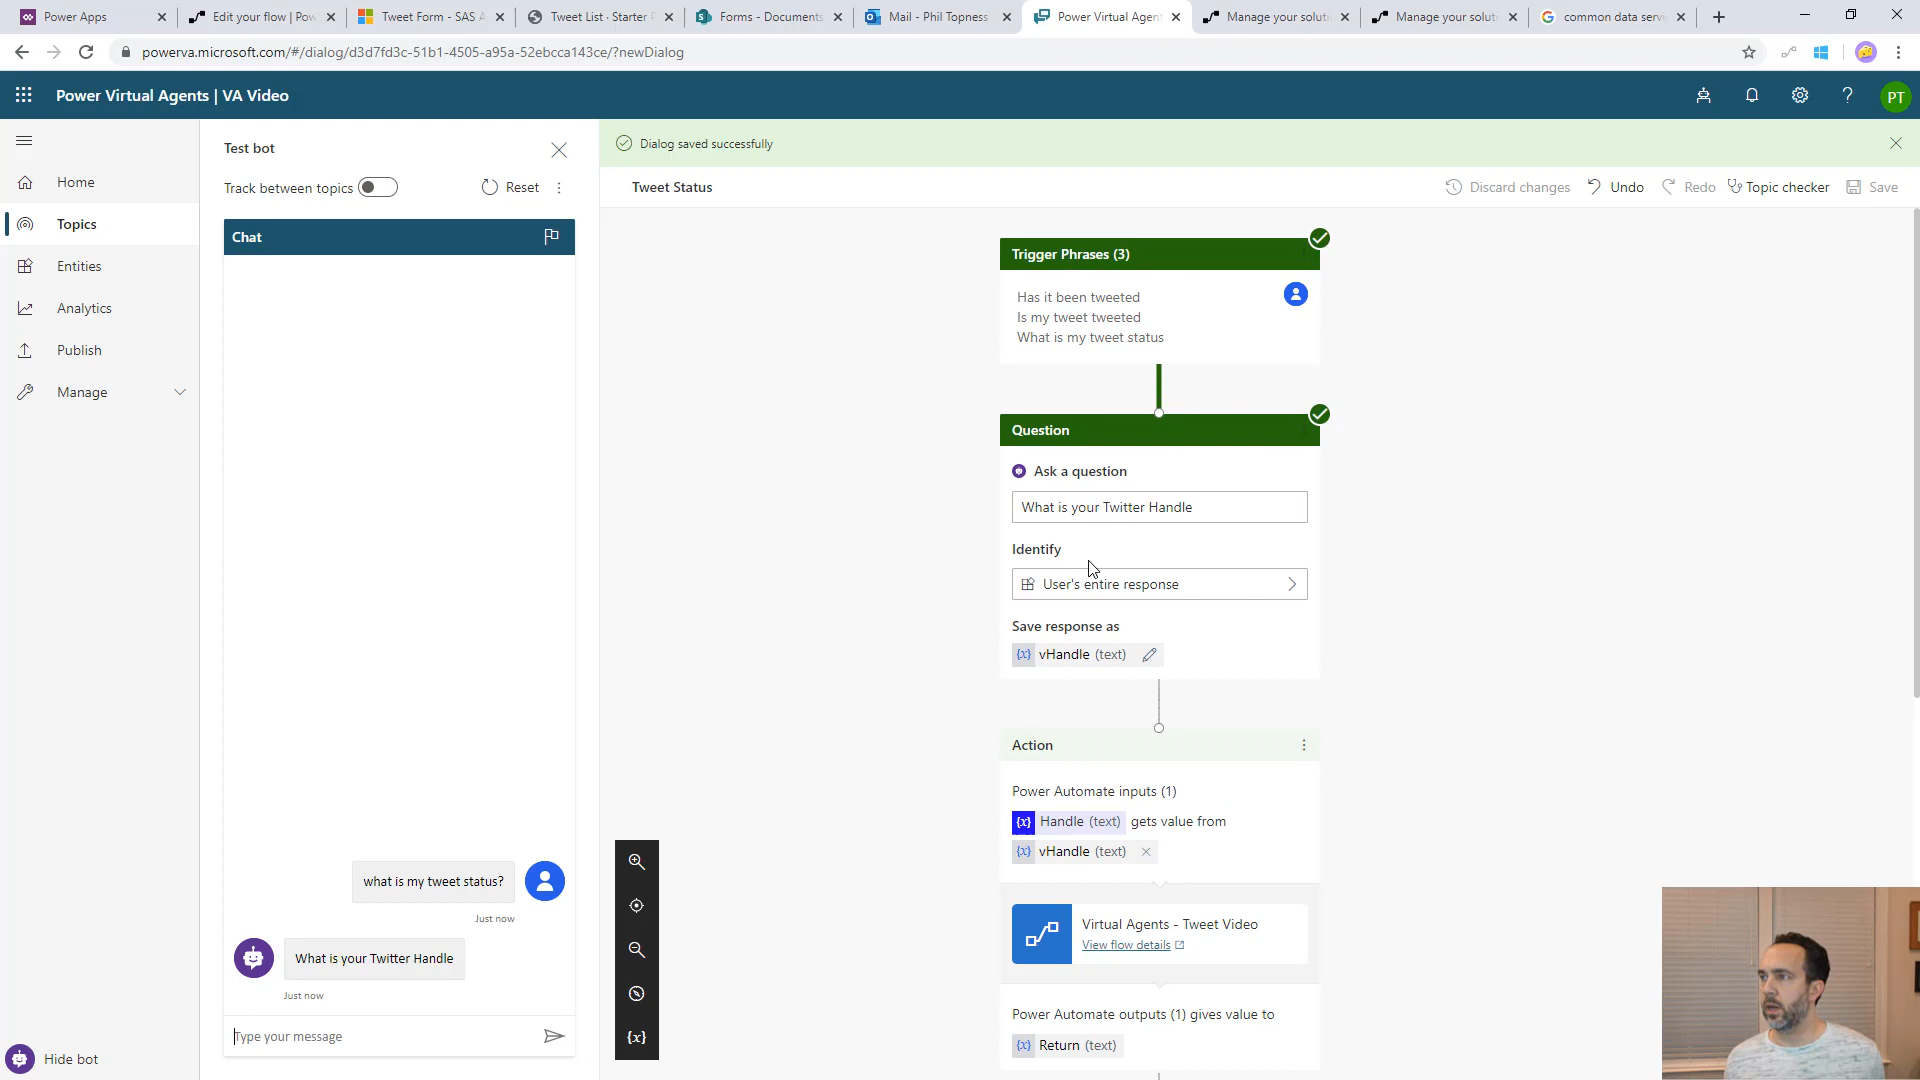 Power Apps
Edit your flow | Pow
Tweet Form - SAS A
Tweet List - Starter P
Forms - Documents
Mail - Phil Topness
Power Virtual Agent
Manage your soluti
Manage your soluti
common data servi
powerva.microsoft.com/#/dialog/d3d7fd3c-51b1-4505-a95a-52ebcca143ce/?newDialog
Power Virtual Agents | VA Video
PT
Home
Topics
Entities
Analytics
Publish
Manage
Hide bot
Test bot
Track between topics
Reset
Chat
what is my tweet status?
Just now
What is your Twitter Handle
Just now
Type your message
Dialog saved successfully
Tweet Status
Discard changes
Undo
Redo
Topic checker
Save
Trigger Phrases (3)
Has it been tweeted
Is my tweet tweeted
What is my tweet status
Question
Ask a question
What is your Twitter Handle
Identify
User's entire response
Save response as
{x} vHandle (text)
Action
Power Automate inputs (1)
{x} Handle (text) gets value from
{x} vHandle (text)
Virtual Agents - Tweet Video
View flow details
Power Automate outputs (1) gives value to
{x} Return (text)
{x}